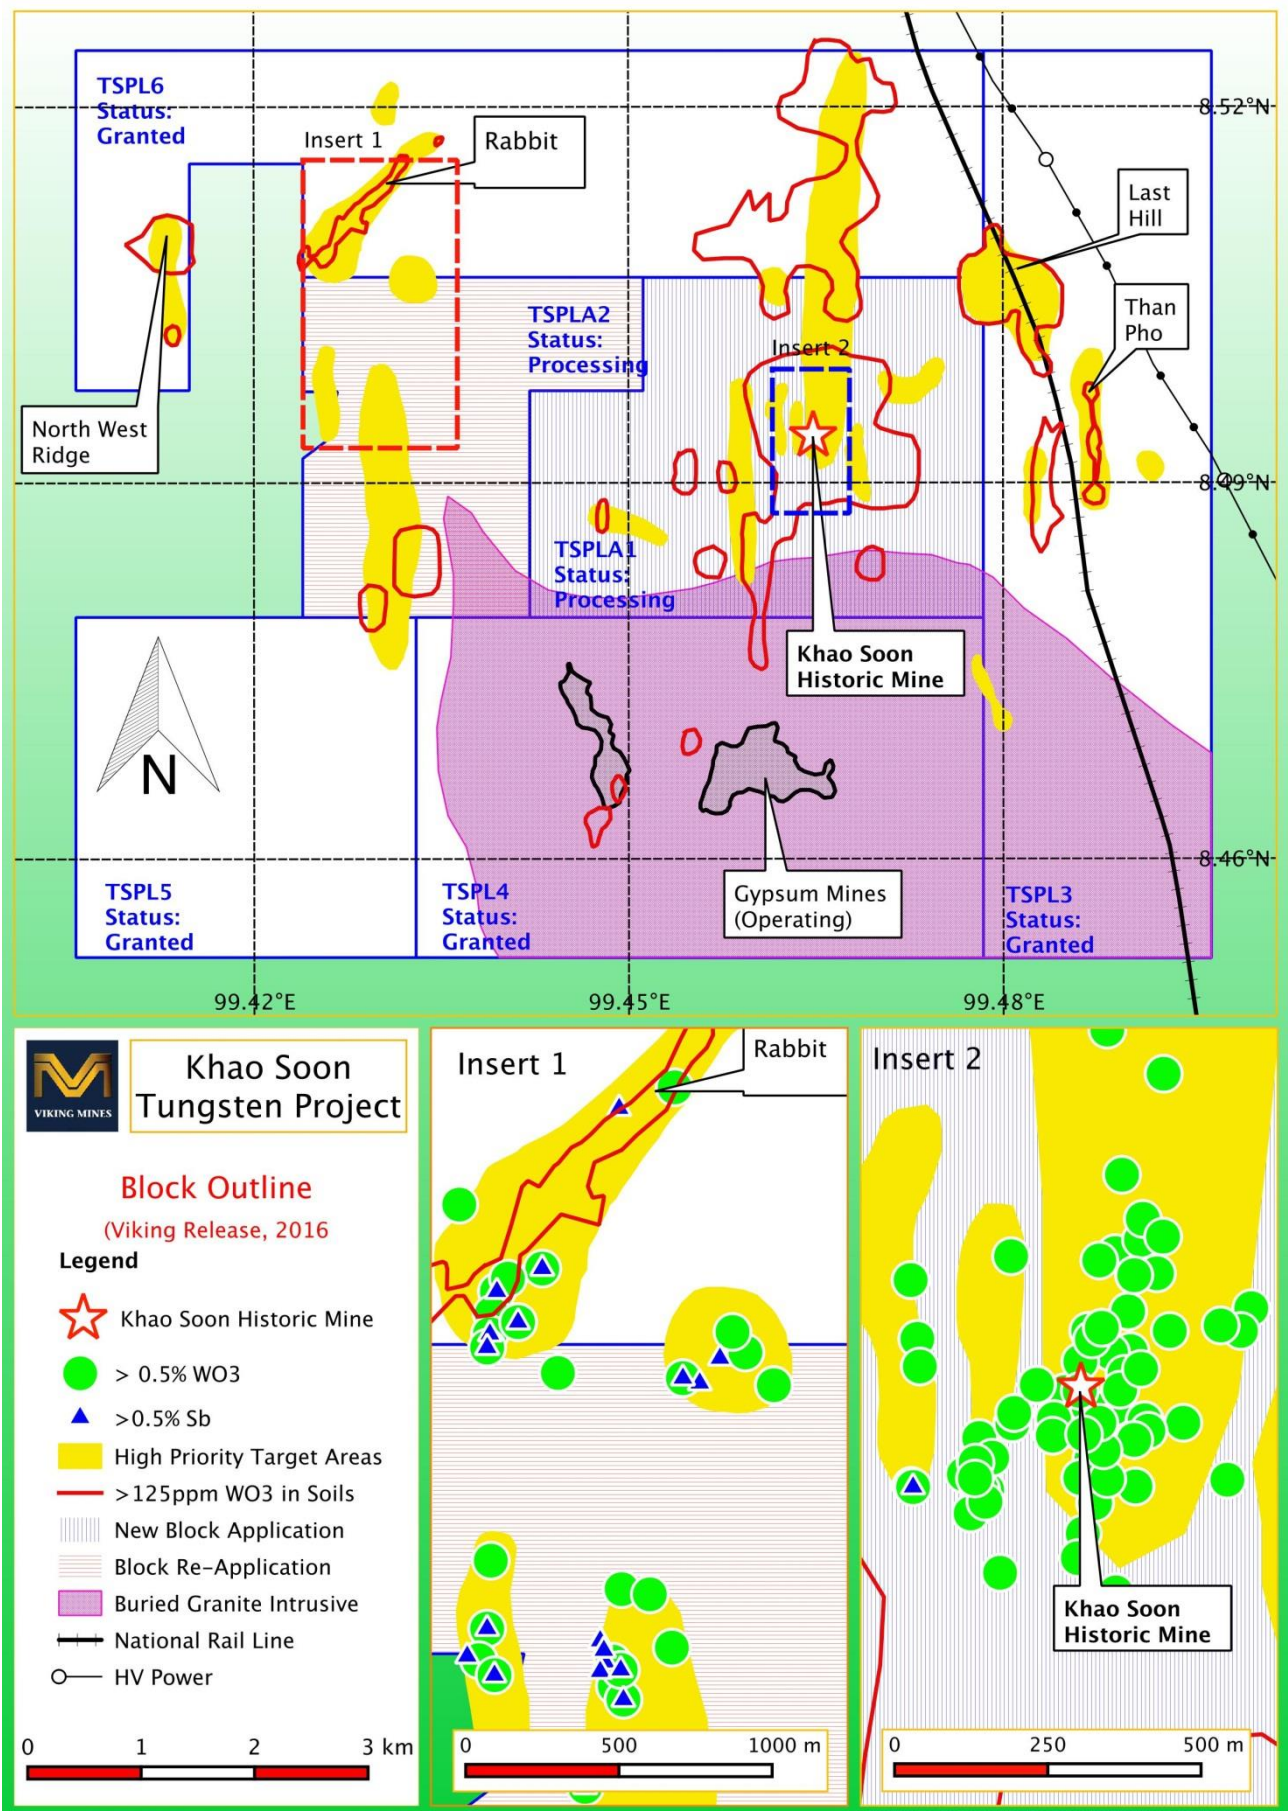 TSPL6
Status:
Granted
Insert 1
Rabbit
8.52°N
Last
Hill
Than
Pho
TSPLA2
Status:
Processing
Insert 2
North West
Ridge
8.49°N
TSPLA1
Status:
Processing
Khao Soon
Historic Mine
N
Gypsum Mines
(Operating)
8.46°N
TSPL5
Status:
Granted
TSPL4
Status:
Granted
TSPL3
Status:
Granted
99.42°E
99.45°E
99.48°E
VIKING MINES
Khao Soon
Tungsten Project
Block Outline
(Viking Release, 2016
Legend
Khao Soon Historic Mine
> 0.5% WO3
>0.5% Sb
High Priority Target Areas
>125ppm WO3 in Soils
New Block Application
Block Re-Application
Buried Granite Intrusive
National Rail Line
HV Power
0 1 2 3 km
Insert 1
Rabbit
0 500 1000 m
Insert 2
Khao Soon
Historic Mine
0 250 500 m